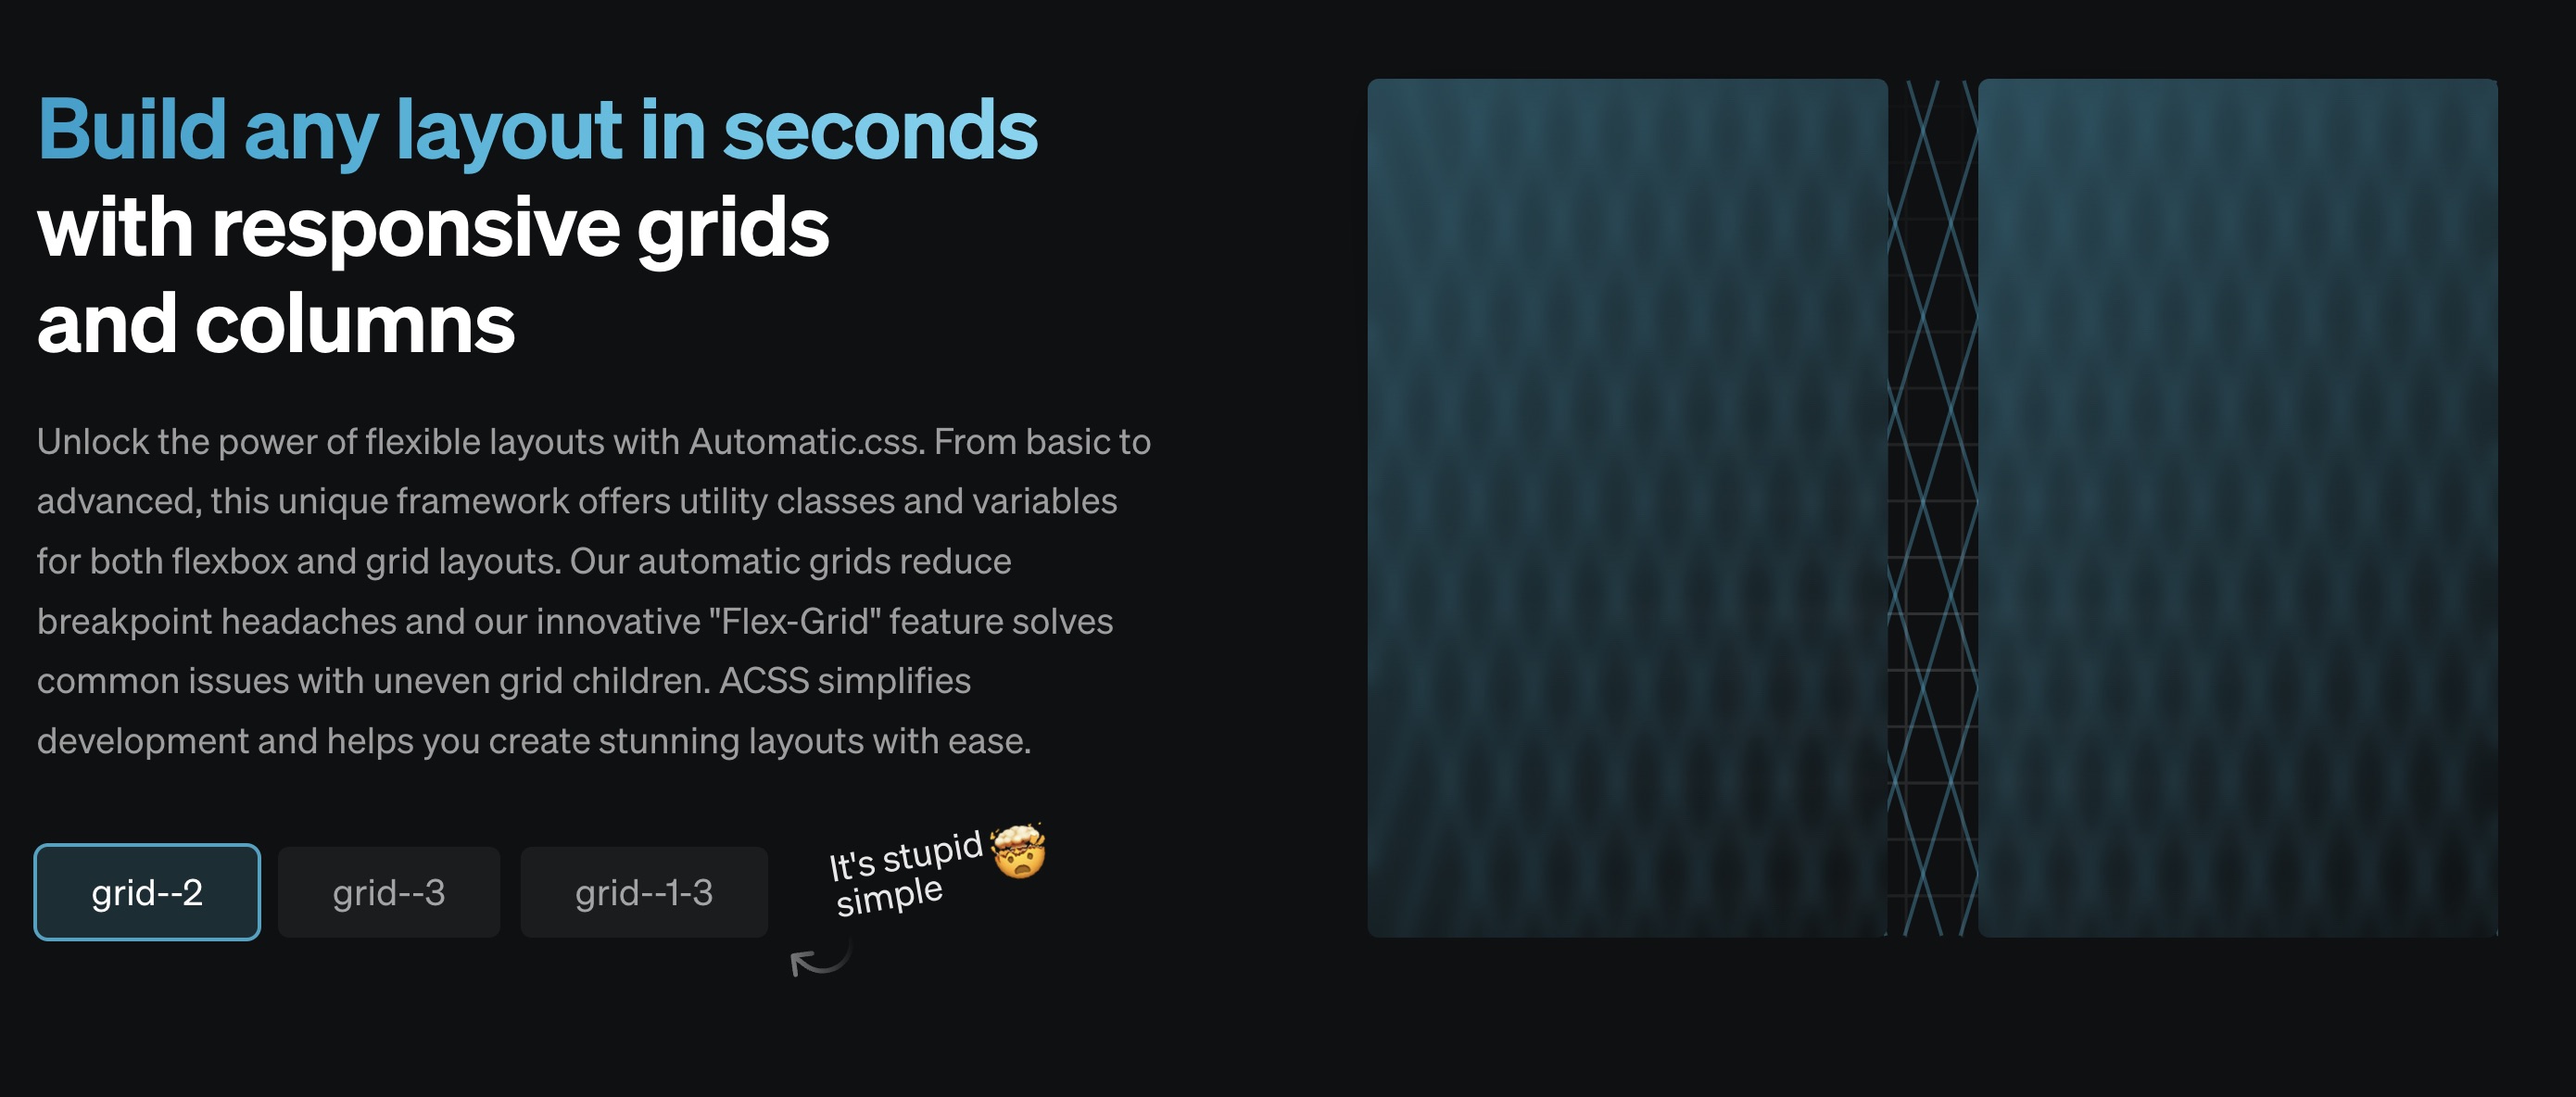 Build any layout in seconds
with responsive grids
and columns
Unlock the power of flexible layouts with Automatic.css. From basic to
advanced, this unique framework offers utility classes and variables
for both flexbox and grid layouts. Our automatic grids reduce
breakpoint headaches and our innovative "Flex-Grid" feature solves
common issues with uneven grid children. ACSS simplifies
development and helps you create stunning layouts with ease.
grid--2
grid--3
grid--1-3
It's stupid 🤯
simple